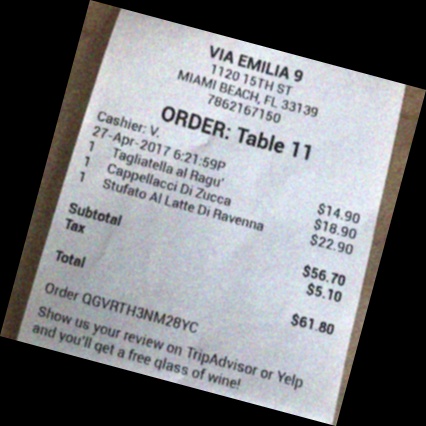 VIA EMILIA 9
1120 15TH ST
MIAMI BEACH, FL 33139
7862167150
ORDER: Table 11
Cashier: V.
27-Apr-2017 6:21:59P
1 Tagliatella al Ragu' $14.90
1 Cappellacci Di Zucca $18.90
1 Stufato Al Latte Di Ravenna $22.90
Subtotal $56.70
Tax $5.10
Total $61.80
Order QGVRTH3NM28YC
Show us your review on TripAdvisor or Yelp
and you'll get a free glass of wine!